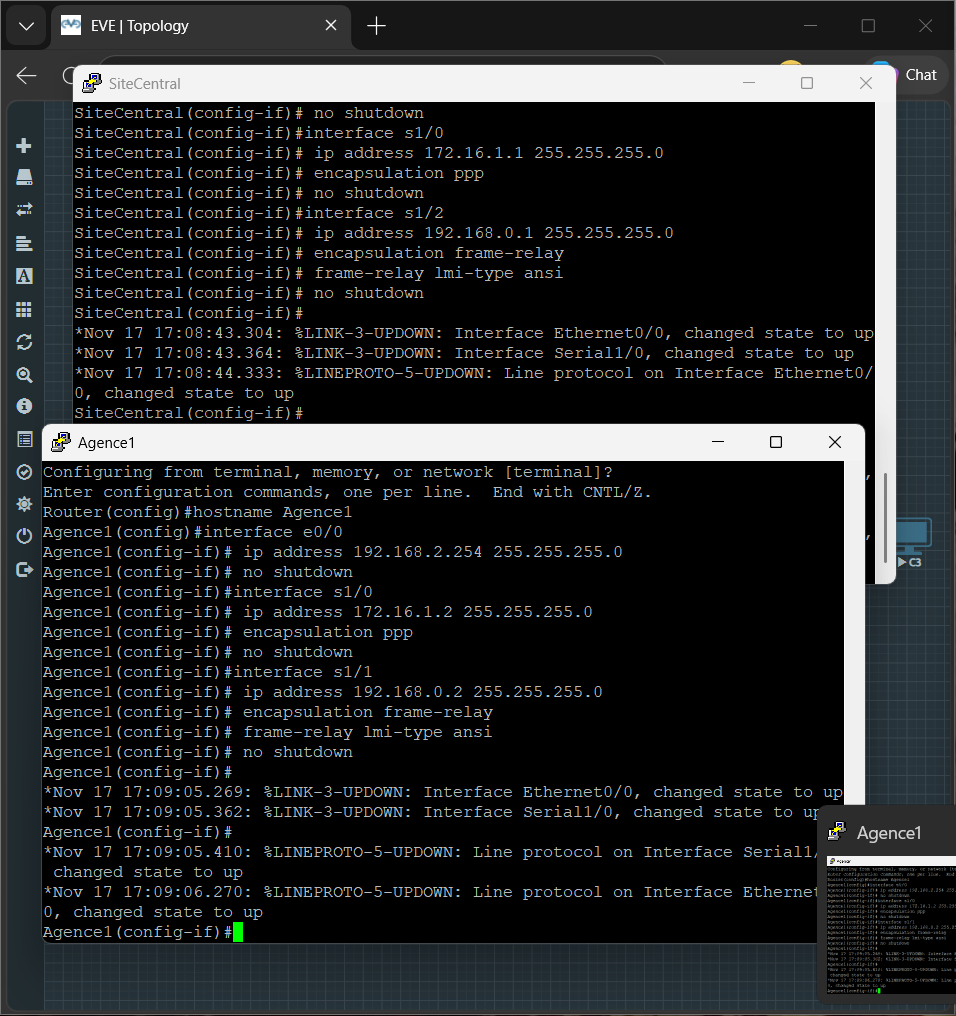 EVE | Topology
Chat
SiteCentral
SiteCentral(config-if)# no shutdown
SiteCentral(config-if)#interface s1/0
SiteCentral(config-if)# ip address 172.16.1.1 255.255.255.0
SiteCentral(config-if)# encapsulation ppp
SiteCentral(config-if)# no shutdown
SiteCentral(config-if)#interface s1/2
SiteCentral(config-if)# ip address 192.168.0.1 255.255.255.0
SiteCentral(config-if)# encapsulation frame-relay
SiteCentral(config-if)# frame-relay lmi-type ansi
SiteCentral(config-if)# no shutdown
SiteCentral(config-if)#
*Nov 17 17:08:43.304: %LINK-3-UPDOWN: Interface Ethernet0/0, changed state to up
*Nov 17 17:08:43.364: %LINK-3-UPDOWN: Interface Serial1/0, changed state to up
*Nov 17 17:08:44.333: %LINEPROTO-5-UPDOWN: Line protocol on Interface Ethernet0/
0, changed state to up
SiteCentral(config-if)#
Agence1
Configuring from terminal, memory, or network [terminal]?
Enter configuration commands, one per line.  End with CNTL/Z.
Router(config)#hostname Agence1
Agence1(config)#interface e0/0
Agence1(config-if)# ip address 192.168.2.254 255.255.255.0
Agence1(config-if)# no shutdown
Agence1(config-if)#interface s1/0
Agence1(config-if)# ip address 172.16.1.2 255.255.255.0
Agence1(config-if)# encapsulation ppp
Agence1(config-if)# no shutdown
Agence1(config-if)#interface s1/1
Agence1(config-if)# ip address 192.168.0.2 255.255.255.0
Agence1(config-if)# encapsulation frame-relay
Agence1(config-if)# frame-relay lmi-type ansi
Agence1(config-if)# no shutdown
Agence1(config-if)#
*Nov 17 17:09:05.269: %LINK-3-UPDOWN: Interface Ethernet0/0, changed state to up
*Nov 17 17:09:05.362: %LINK-3-UPDOWN: Interface Serial1/0, changed state to up
Agence1(config-if)#
*Nov 17 17:09:05.410: %LINEPROTO-5-UPDOWN: Line protocol on Interface Serial1/
changed state to up
*Nov 17 17:09:06.270: %LINEPROTO-5-UPDOWN: Line protocol on Interface Ethernet
0, changed state to up
Agence1(config-if)#
C3
Agence1